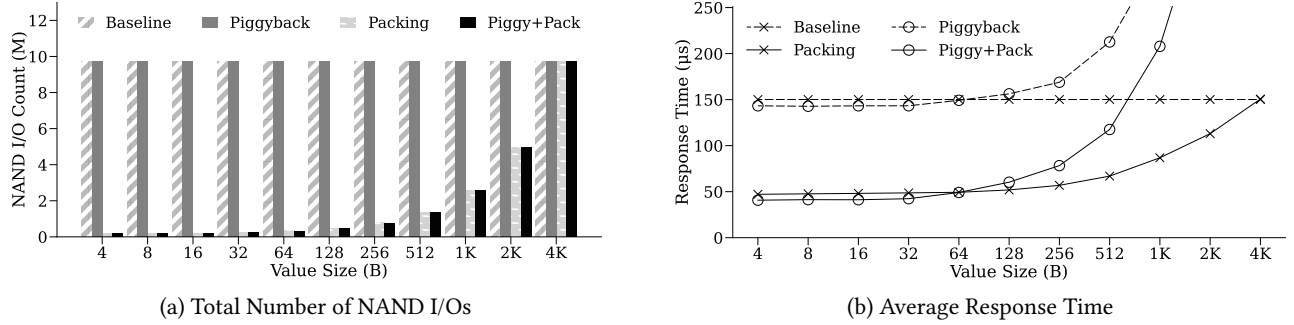 Baseline Piggyback Packing Piggy+Pack
NAND I/O Count (M)
12
10
8
6
4
2
0
4 8 16 32 64 128 256 512 1K 2K 4K
Value Size (B)
(a) Total Number of NAND I/Os
Baseline Piggyback
Packing Piggy+Pack
Response Time (μs)
250
200
150
100
50
0
4 8 16 32 64 128 256 512 1K 2K 4K
Value Size (B)
(b) Average Response Time